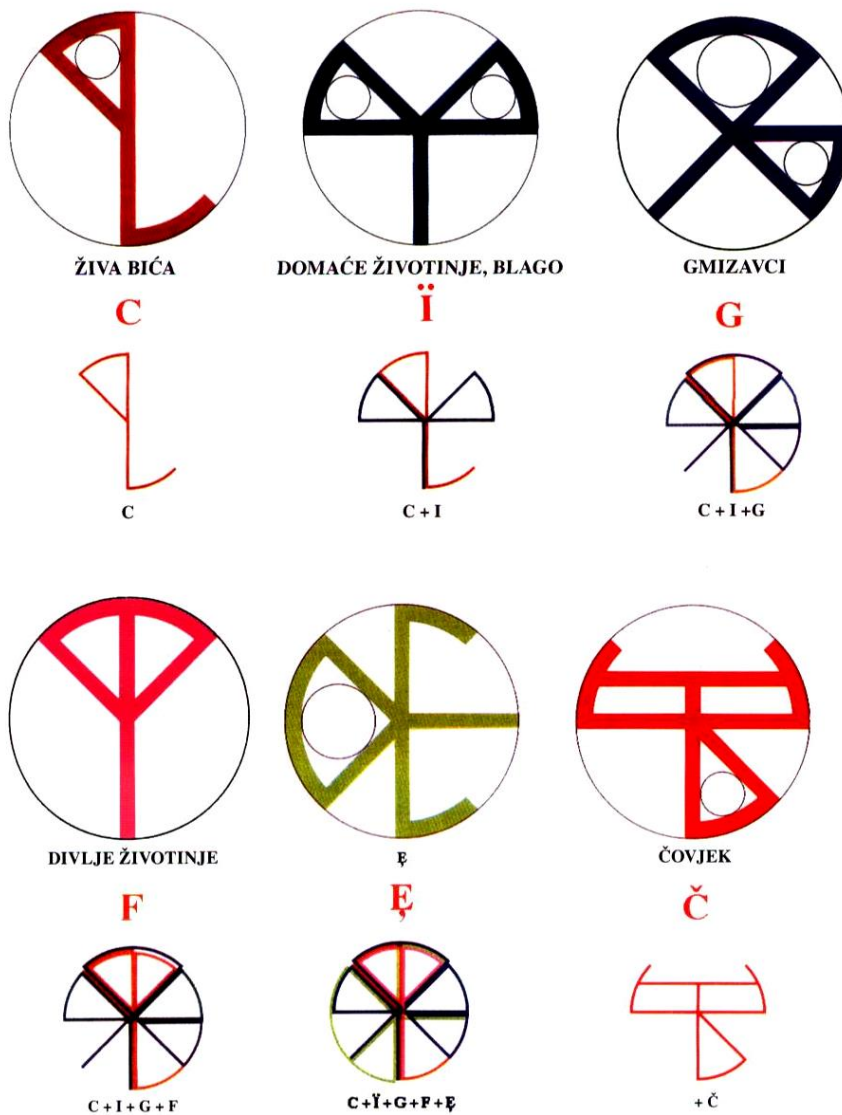 ŽIVA BIĆA
DOMAĆE ŽIVOTINJE, BLAGO
GMIZAVCI
C
Ï
G
C
C + I
C + I +G
DIVLJE ŽIVOTINJE
Ę
ČOVJEK
F
Ę
Č
C + I + G + F
C + Ï + G + F + Ę
+ Č